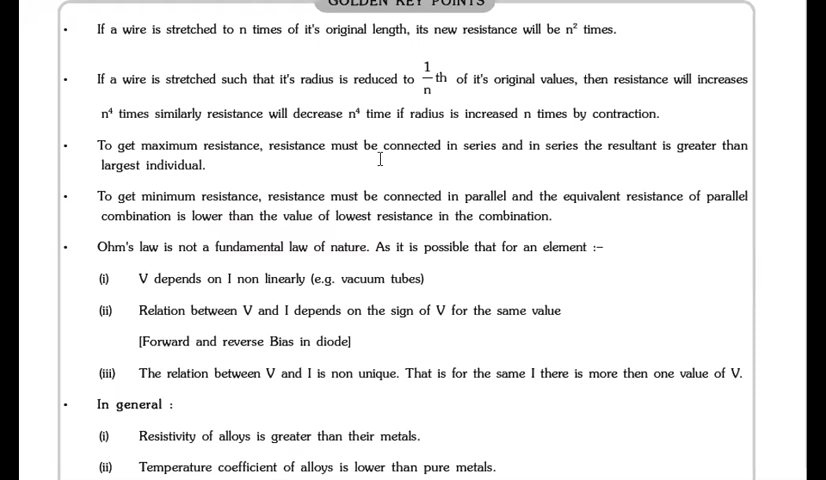 GOLDEN KEY POINTS
• If a wire is stretched to n times of it's original length, its new resistance will be n² times.
• If a wire is stretched such that it's radius is reduced to 1/n th of it's original values, then resistance will increases
n⁴ times similarly resistance will decrease n⁴ time if radius is increased n times by contraction.
• To get maximum resistance, resistance must be connected in series and in series the resultant is greater than
largest individual.
• To get minimum resistance, resistance must be connected in parallel and the equivalent resistance of parallel
combination is lower than the value of lowest resistance in the combination.
• Ohm's law is not a fundamental law of nature. As it is possible that for an element :–
(i) V depends on I non linearly (e.g. vacuum tubes)
(ii) Relation between V and I depends on the sign of V for the same value
[Forward and reverse Bias in diode]
(iii) The relation between V and I is non unique. That is for the same I there is more then one value of V.
• In general :
(i) Resistivity of alloys is greater than their metals.
(ii) Temperature coefficient of alloys is lower than pure metals.